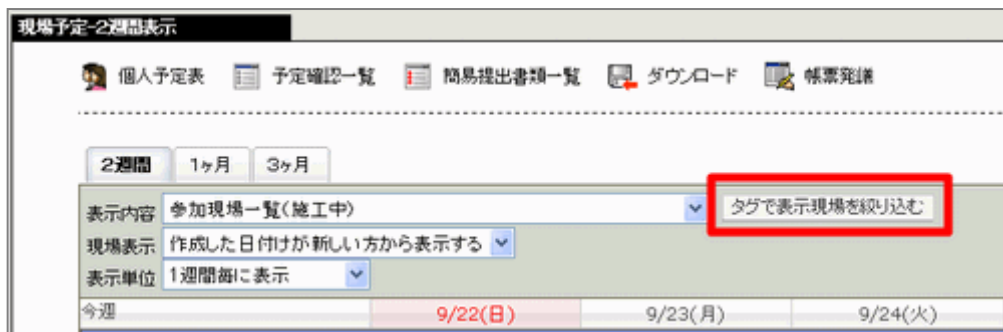 現場予定-2週間表示
個人予定表 予定確認一覧 簡易提出書類一覧 ダウンロード 帳票発議
2週間 1ヶ月 3ヶ月
表示内容 参加現場一覧(施工中) タグで表示現場を絞り込む
現場表示 作成した日付けが新しい方から表示する
表示単位 1週間毎に表示
今週 9/22(日) 9/23(月) 9/24(火)